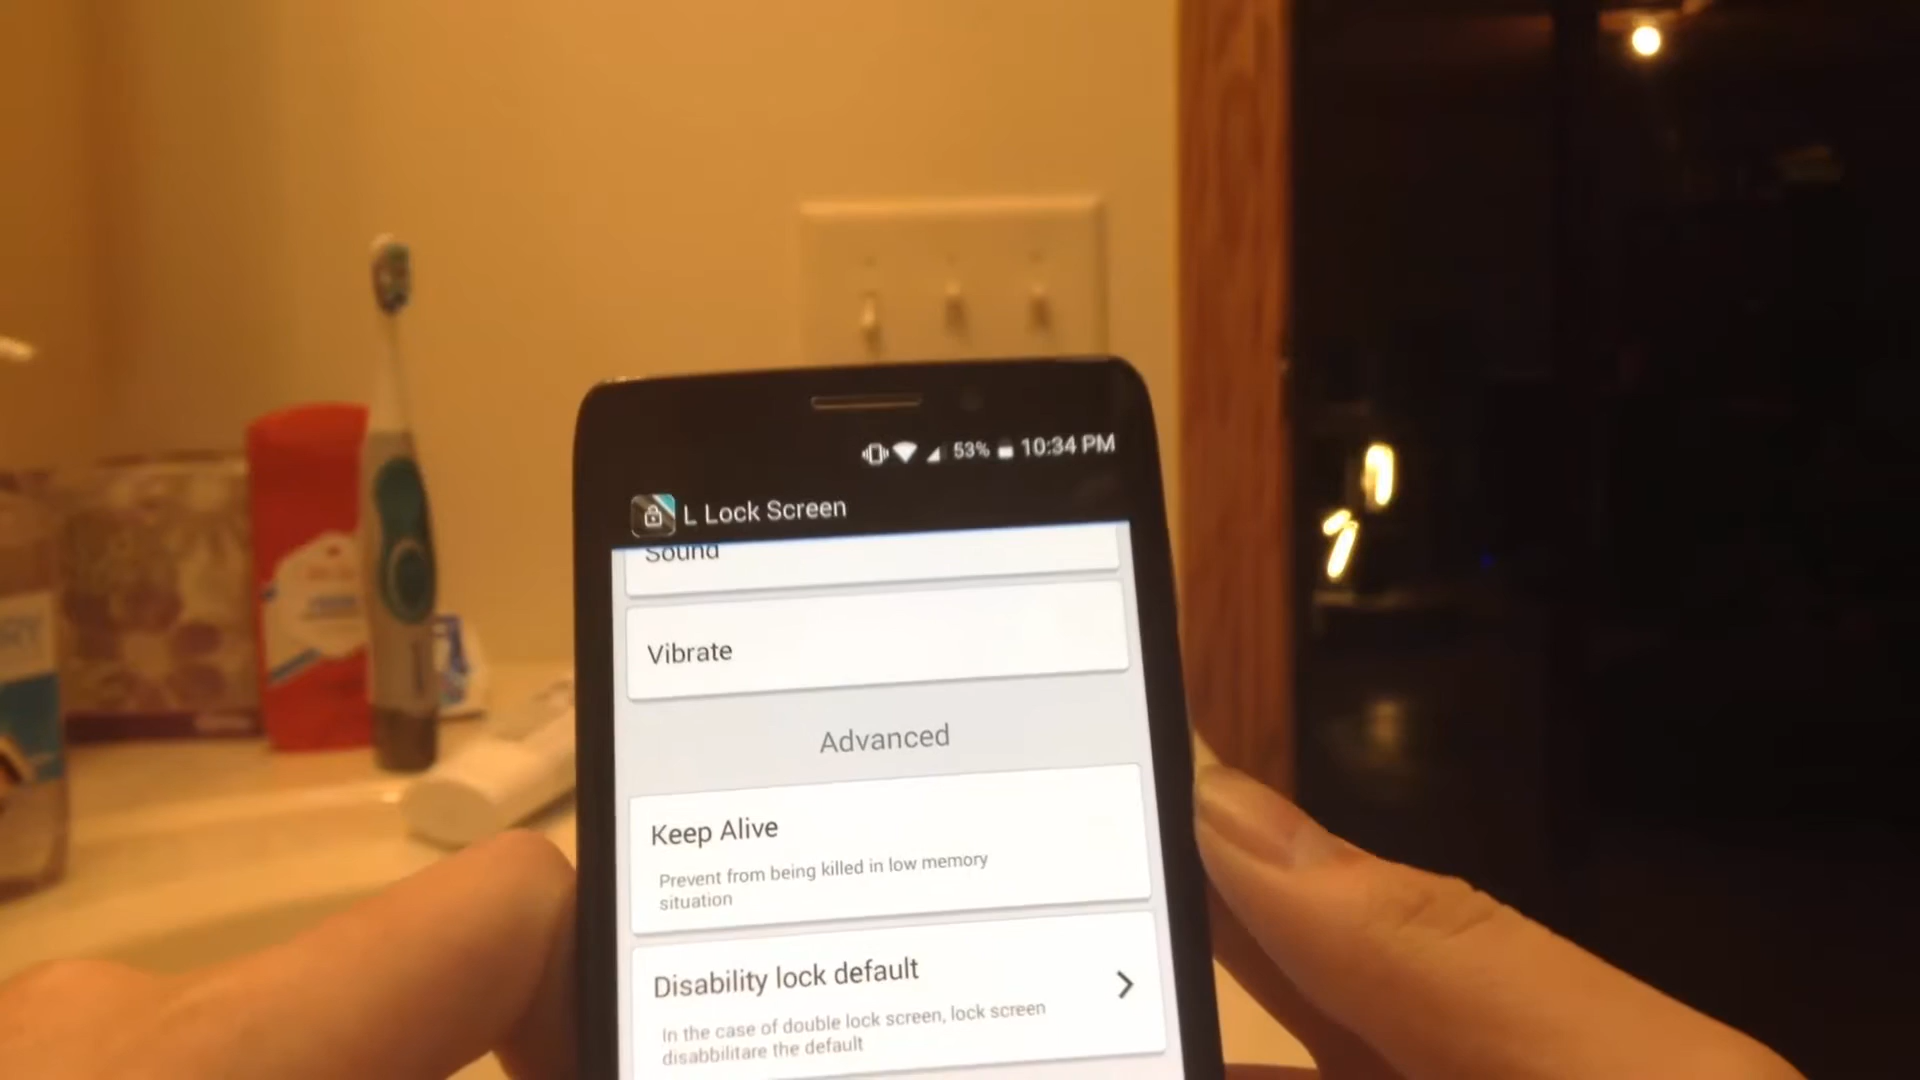 53% 10:34 PM
L Lock Screen
Sound
Vibrate
Advanced
Keep Alive
Prevent from being killed in low memory
situation
Disability lock default
In the case of double lock screen, lock screen
disabbilitare the default